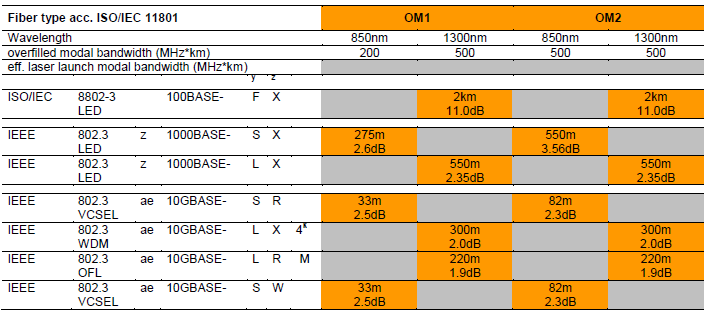 Fiber type acc. ISO/IEC 11801 OM1 OM2
Wavelength 850nm 1300nm 850nm 1300nm
overfilled modal bandwidth (MHz*km) 200 500 500 500
eff. laser launch modal bandwidth (MHz*km)
y z
ISO/IEC 8802-3 100BASE- F X 2km 2km
LED 11.0dB 11.0dB
IEEE 802.3 z 1000BASE- S X 275m 550m
LED 2.6dB 3.56dB
IEEE 802.3 z 1000BASE- L X 550m 550m
LED 2.35dB 2.35dB
IEEE 802.3 ae 10GBASE- S R 33m 82m
VCSEL 2.5dB 2.3dB
IEEE 802.3 ae 10GBASE- L X 4K 300m 300m
WDM 2.0dB 2.0dB
IEEE 802.3 ae 10GBASE- L R M 220m 220m
OFL 1.9dB 1.9dB
IEEE 802.3 ae 10GBASE- S W 33m 82m
VCSEL 2.5dB 2.3dB